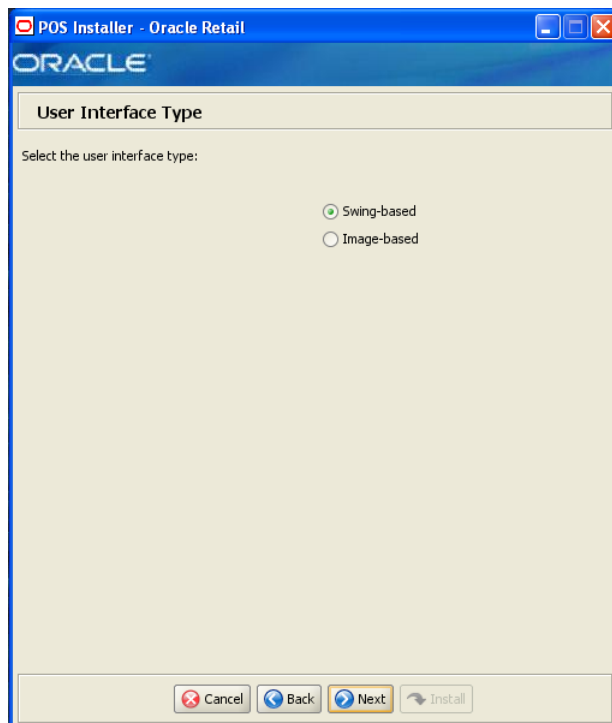 POS Installer - Oracle Retail
ORACLE
User Interface Type
Select the user interface type:
Swing-based
Image-based
Cancel Back Next Install